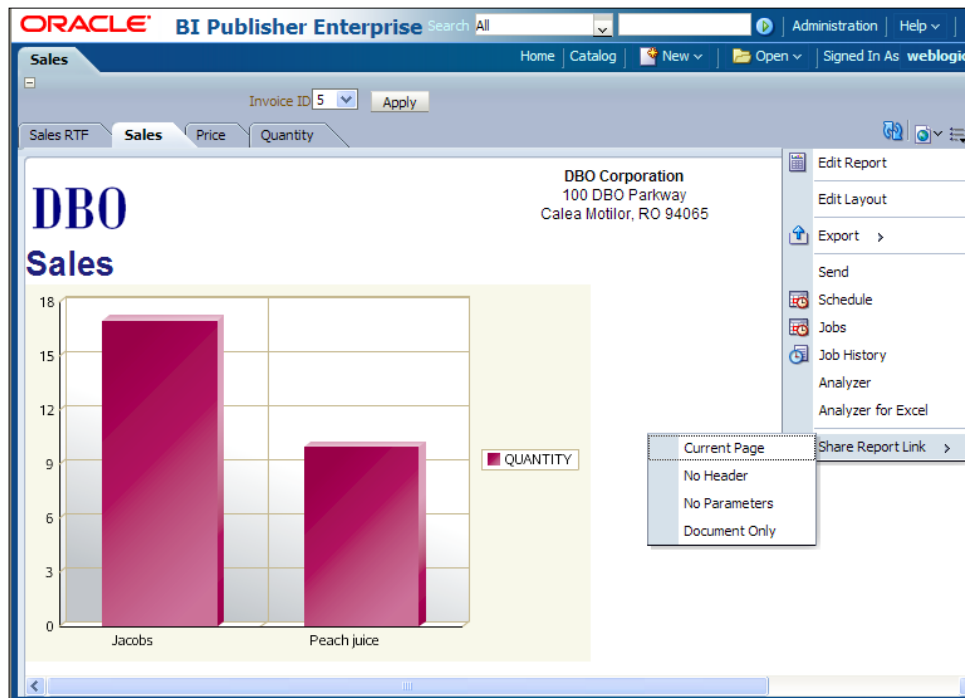 ORACLE BI Publisher Enterprise Search All Administration Help
Sales Home Catalog New Open Signed In As weblogic
Invoice ID 5 Apply
Sales RTF Sales Price Quantity
DBO
DBO Corporation
100 DBO Parkway
Calea Motilor, RO 94065
Sales
18
15
12
9
6
3
0
Jacobs Peach juice
QUANTITY
Edit Report
Edit Layout
Export
Send
Schedule
Jobs
Job History
Analyzer
Analyzer for Excel
Share Report Link
Current Page
No Header
No Parameters
Document Only